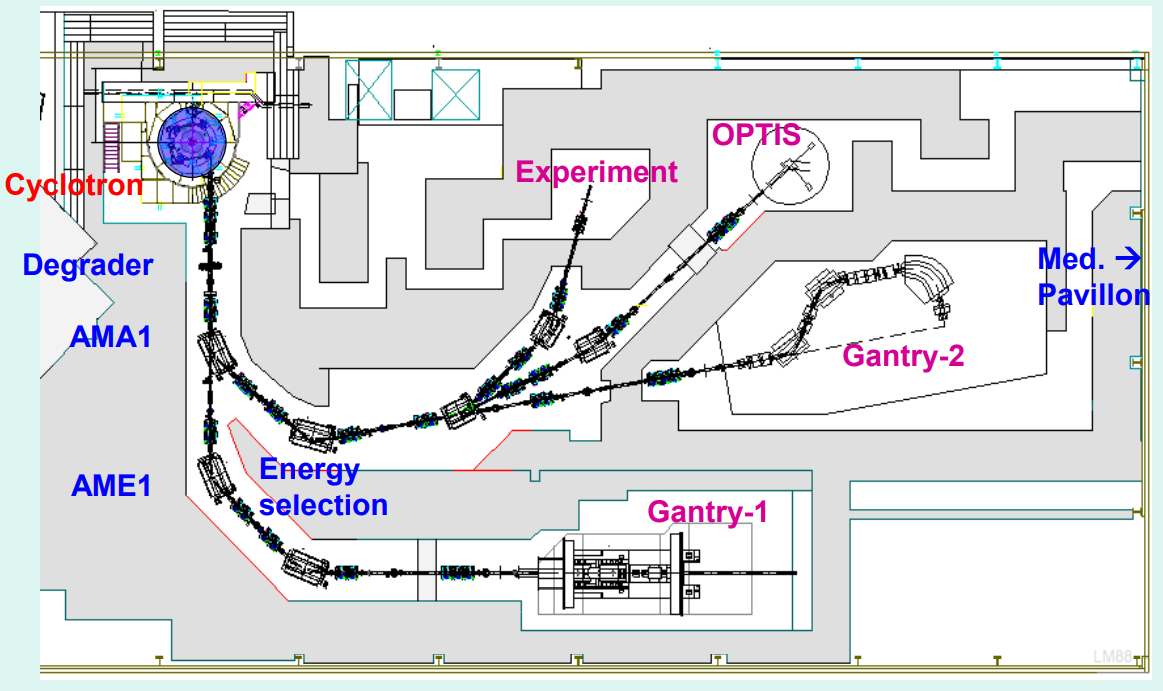 OPTIS
Experiment
Cyclotron
Degrader
Med. →
Pavillon
AMA1
Gantry-2
Energy
selection
AME1
Gantry-1
LM88